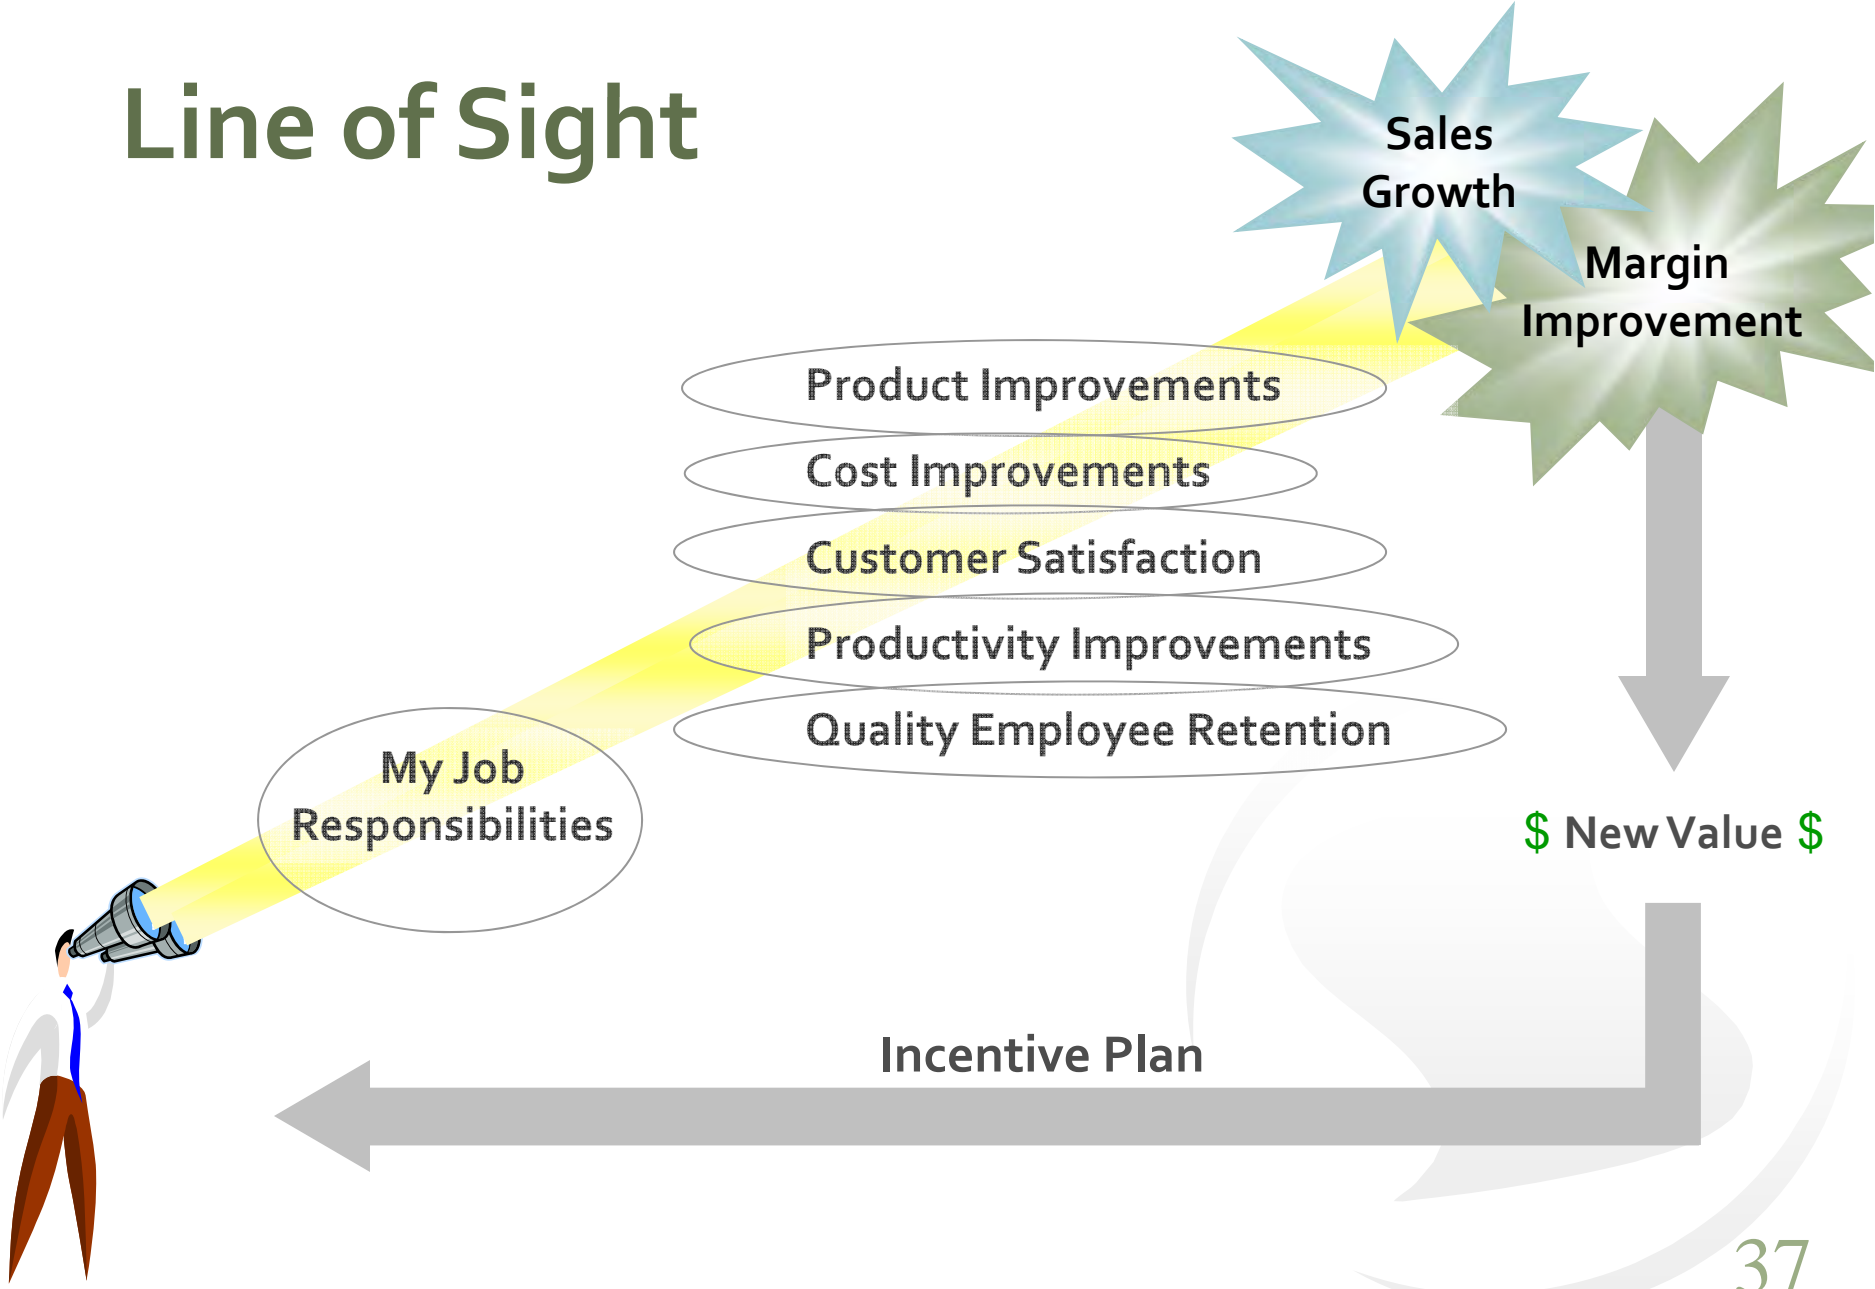 Line of Sight
Sales
Growth
Margin
Improvement
Product Improvements
Cost Improvements
Customer Satisfaction
Productivity Improvements
Quality Employee Retention
My Job
Responsibilities
$ New Value $
Incentive Plan
37